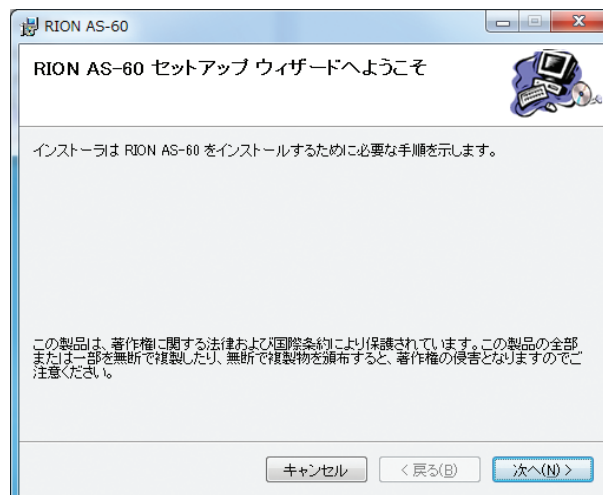 RION AS-60
RION AS-60 セットアップ ウィザードへようこそ
インストーラは RION AS-60 をインストールするために必要な手順を示します。
この製品は、著作権に関する法律および国際条約により保護されています。この製品の全部
または一部を無断で複製したり、無断で複製物を頒布すると、著作権の侵害となりますのでご
注意ください。
キャンセル
< 戻る(B)
次へ(N) >